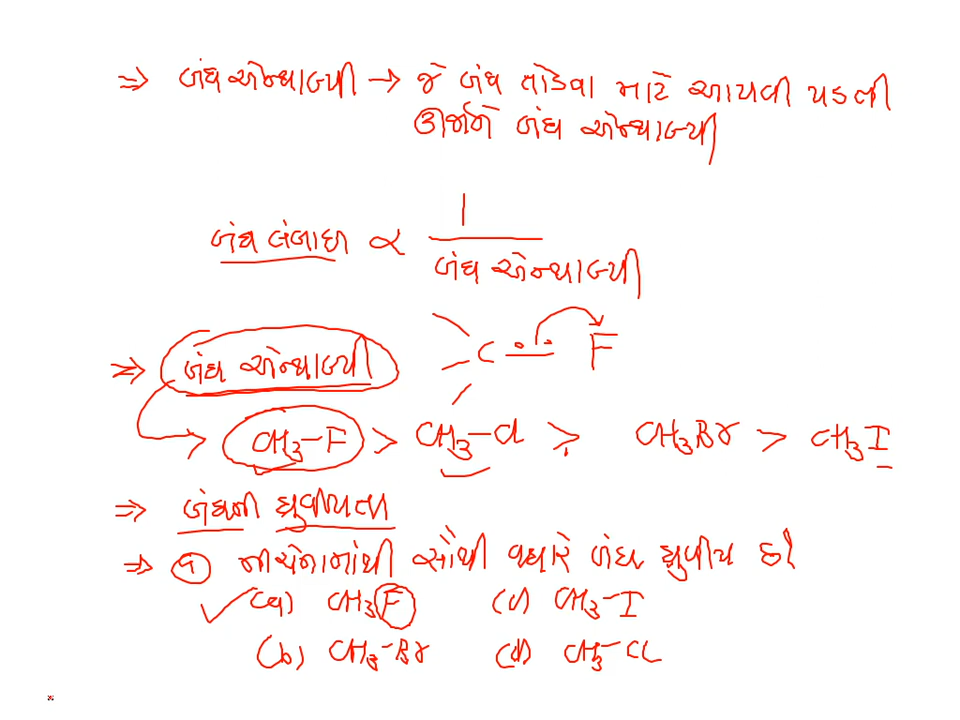 ⇒ બંધ એન્થાલ્પી → જે બંધ તોડવા માટે આપવી પડતી
ઊર્જાને બંધ એન્થાલ્પી
બંધ લંબાઇ ∝ 1 / બંધ એન્થાલ્પી
C : F
⇒ બંધ એન્થાલ્પી
> CH3-F > CH3-Cl > CH3Br > CH3I
⇒ બંધની ધ્રુવીયતા
⇒ ૧ નીચેનામાંથી સૌથી વધારે બંધ ધ્રુવીય છે?
✓ (a) CH3F (c) CH3-I
(b) CH3-Br (d) CH3-Cl